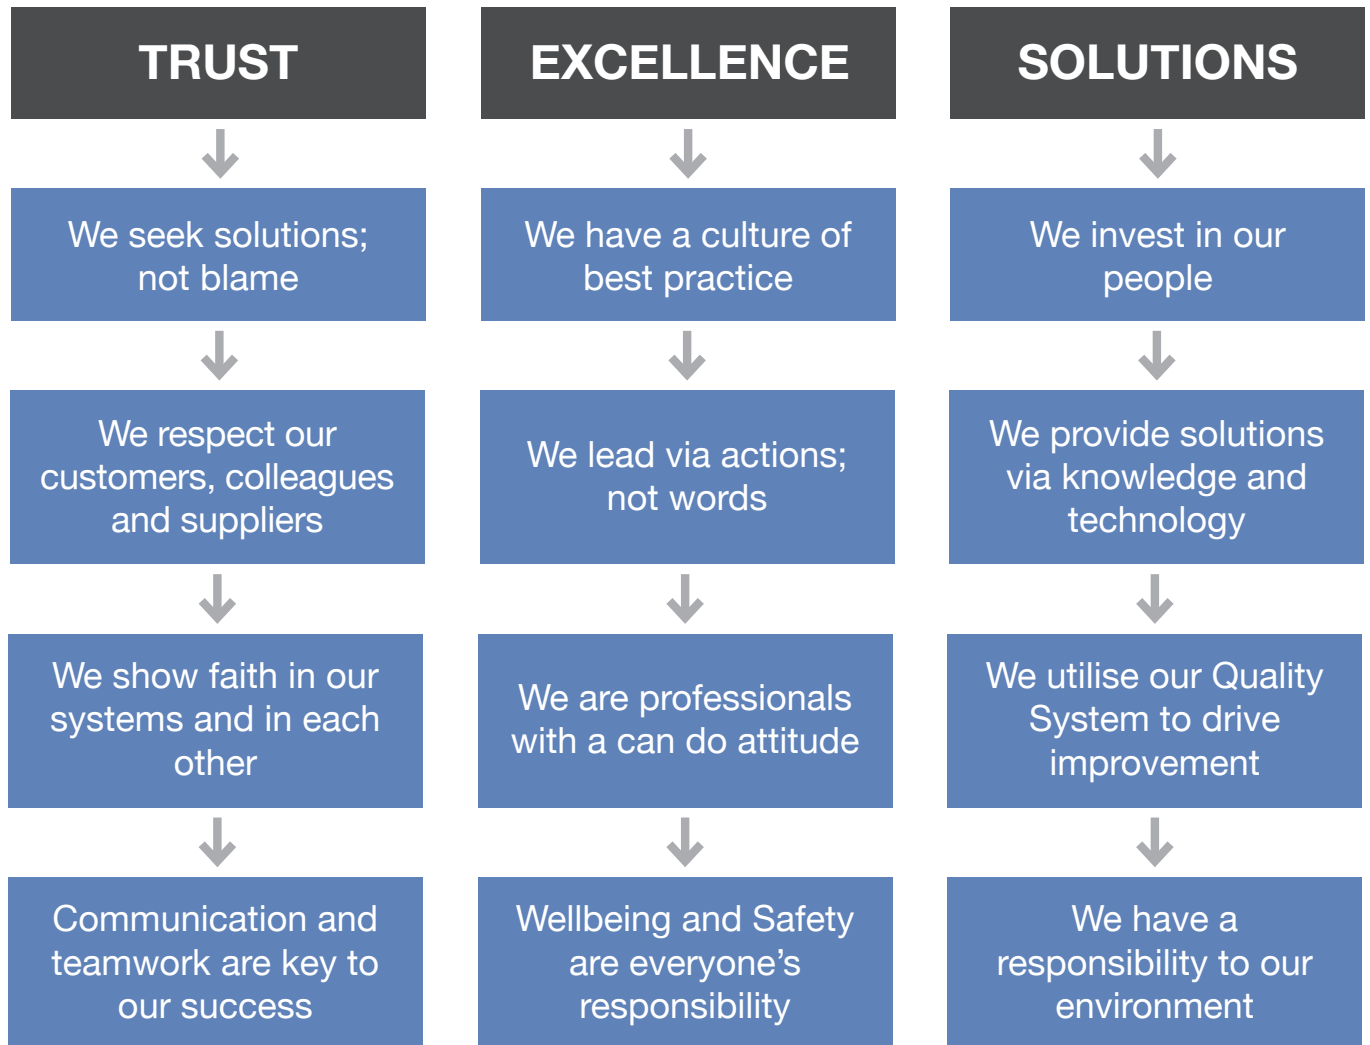 TRUST
We seek solutions;
not blame
We respect our
customers, colleagues
and suppliers
We show faith in our
systems and in each
other
Communication and
teamwork are key to
our success
EXCELLENCE
We have a culture of
best practice
We lead via actions;
not words
We are professionals
with a can do attitude
Wellbeing and Safety
are everyone’s
responsibility
SOLUTIONS
We invest in our
people
We provide solutions
via knowledge and
technology
We utilise our Quality
System to drive
improvement
We have a
responsibility to our
environment